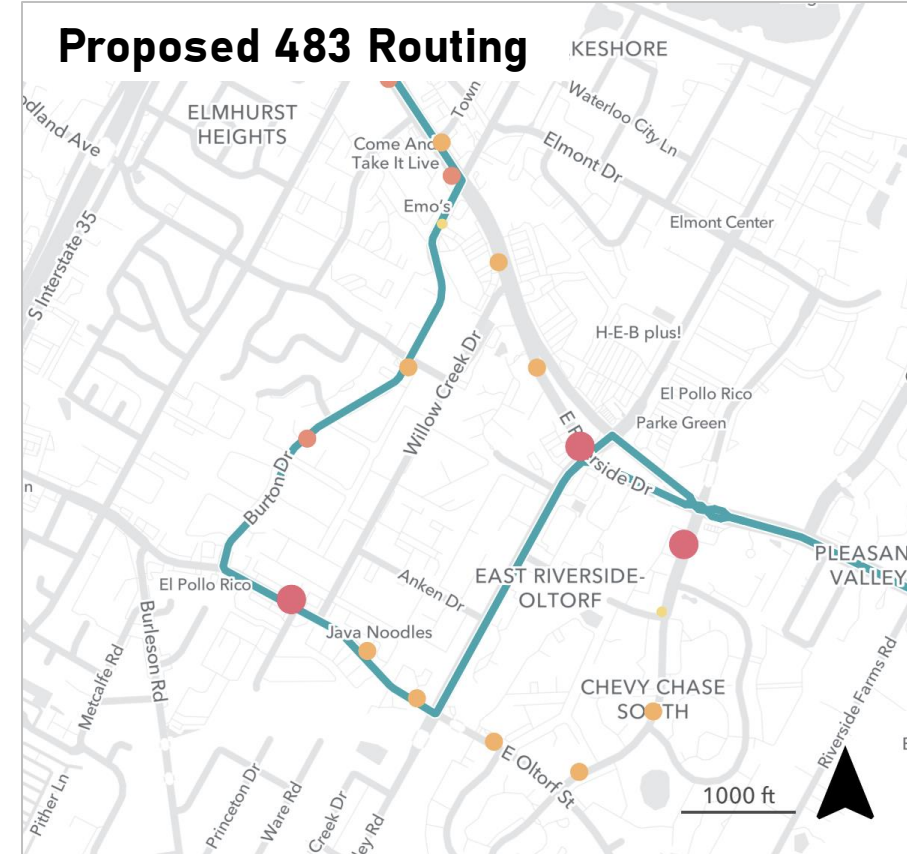 Proposed 483 Routing
KESHORE
Town
Waterloo City Ln
odland Ave
ELMHURST
HEIGHTS
Come And
Take It Live
Elmont Dr
Emo's
Elmont Center
S Interstate 35
H-E-B plus!
Willow Creek Dr
El Pollo Rico
Parke Green
E Riverside Dr
Burton Dr
n
PLEASAN
VALLEY
El Pollo Rico
Anken Dr
EAST RIVERSIDE-
OLTORF
Java Noodles
Burleson Rd
Metcalfe Rd
CHEVY CHASE
SOUTH
Riverside Farms Rd
E Oltorf St
Pither Ln
Princeton Dr
Ware Rd
Creek Dr
ley Rd
1000 ft